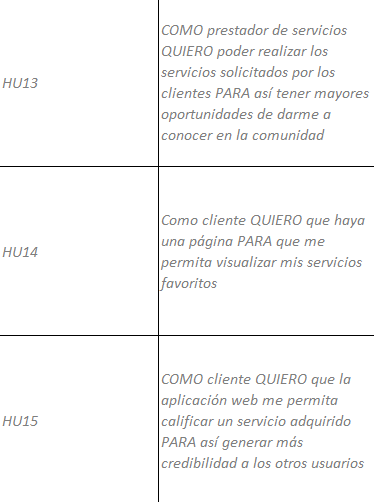 HU13
COMO prestador de servicios
QUIERO poder realizar los
servicios solicitados por los
clientes PARA así tener mayores
oportunidades de darme a
conocer en la comunidad
HU14
Como cliente QUIERO que haya
una página PARA que me
permita visualizar mis servicios
favoritos
HU15
COMO cliente QUIERO que la
aplicación web me permita
calificar un servicio adquirido
PARA así generar más
credibilidad a los otros usuarios